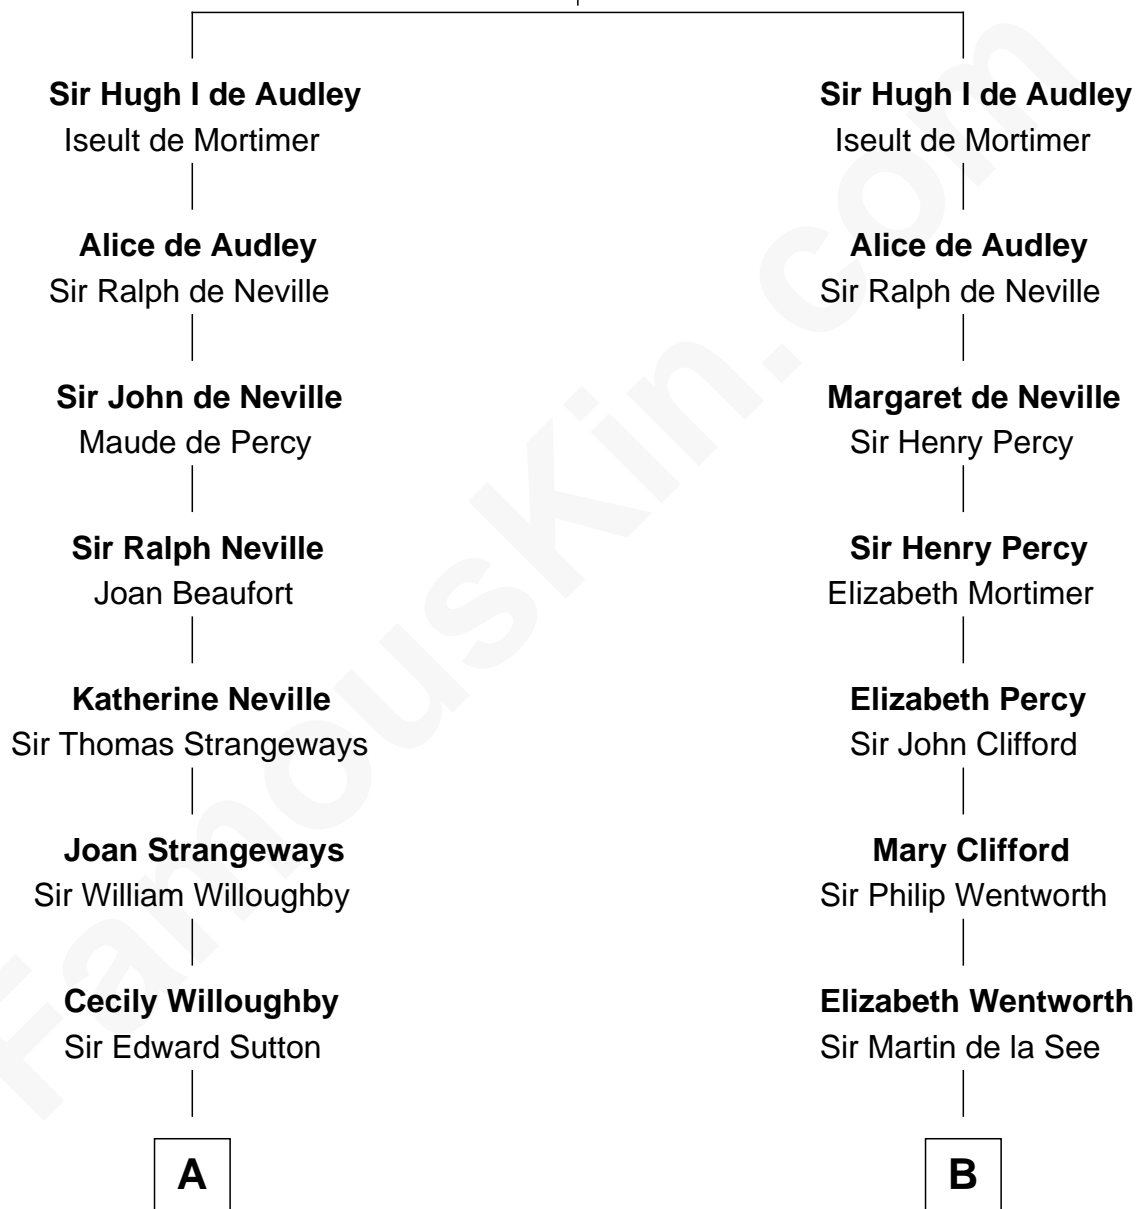 Sir Hugh I de Audley
Iseult de Mortimer
Alice de Audley
Sir Ralph de Neville
Sir John de Neville
Maude de Percy
Sir Ralph Neville
Joan Beaufort
Katherine Neville
Sir Thomas Strangeways
Joan Strangeways
Sir William Willoughby
Cecily Willoughby
Sir Edward Sutton
A
Sir Hugh I de Audley
Iseult de Mortimer
Alice de Audley
Sir Ralph de Neville
Margaret de Neville
Sir Henry Percy
Sir Henry Percy
Elizabeth Mortimer
Elizabeth Percy
Sir John Clifford
Mary Clifford
Sir Philip Wentworth
Elizabeth Wentworth
Sir Martin de la See
B
FamousKin.com